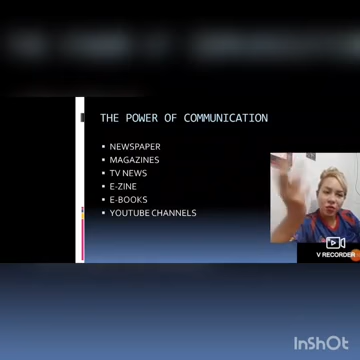 THE POWER OF COMMUNICATION
▪ NEWSPAPER
▪ MAGAZINES
▪ TV NEWS
▪ E-ZINE
▪ E-BOOKS
▪ YOUTUBE CHANNELS
V RECORDER
InShOt